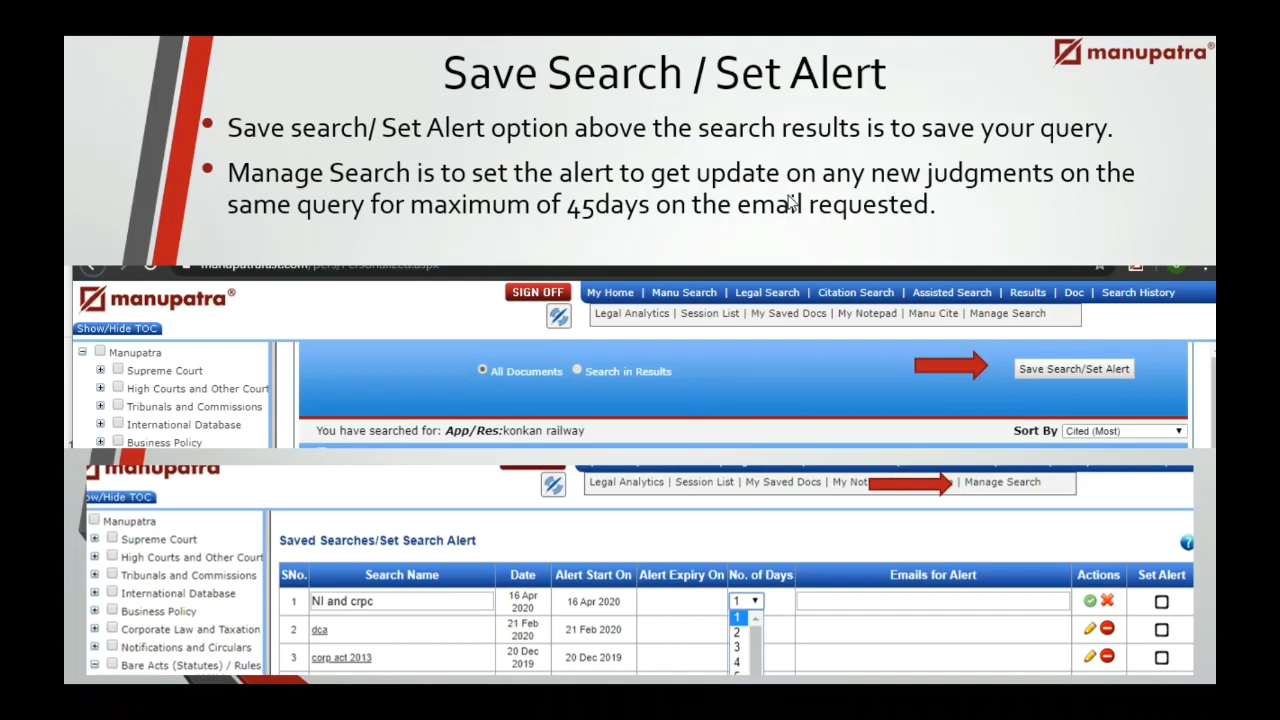 manupatra®
Save Search / Set Alert
• Save search/ Set Alert option above the search results is to save your query.
• Manage Search is to set the alert to get update on any new judgments on the
same query for maximum of 45days on the email requested.
manupatra®
SIGN OFF
My Home | Manu Search | Legal Search | Citation Search | Assisted Search | Results | Doc | Search History
Legal Analytics | Session List | My Saved Docs | My Notepad | Manu Cite | Manage Search
Show/Hide TOC
Manupatra
Supreme Court
High Courts and Other Court
Tribunals and Commissions
International Database
Business Policy
All Documents Search in Results
Save Search/Set Alert
You have searched for: App/Res:konkan railway
Sort By Cited (Most)
manupatra
Legal Analytics | Session List | My Saved Docs | My Not | Manage Search
ow/Hide TOC
Manupatra
Supreme Court
High Courts and Other Court
Tribunals and Commissions
International Database
Business Policy
Corporate Law and Taxation
Notifications and Circulars
Bare Acts (Statutes) / Rules
Saved Searches/Set Search Alert
?
SNo. Search Name Date Alert Start On Alert Expiry On No. of Days Emails for Alert Actions Set Alert
1 NI and crpc 16 Apr 2020 16 Apr 2020 1
1
2
3
4
2 dca 21 Feb 2020 21 Feb 2020
3 corp act 2013 20 Dec 2019 20 Dec 2019